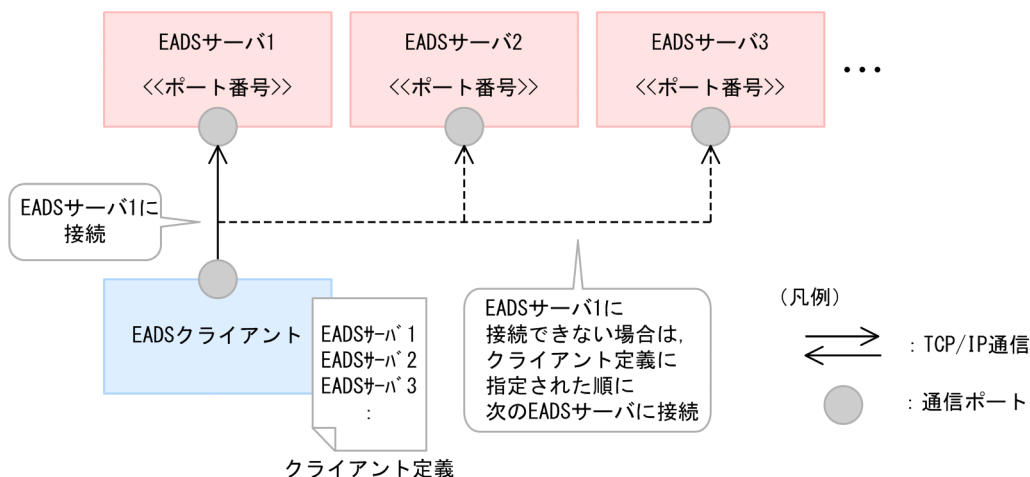 EADSサーバ1
<<ポート番号>>
EADSサーバ2
<<ポート番号>>
EADSサーバ3
<<ポート番号>>
…
EADSサーバ1に
接続
EADSクライアント
EADSサーバ1
EADSサーバ2
EADSサーバ3
:
クライアント定義
EADSサーバ1に
接続できない場合は,
クライアント定義に
指定された順に
次のEADSサーバに接続
(凡例)
: TCP/IP通信
: 通信ポート